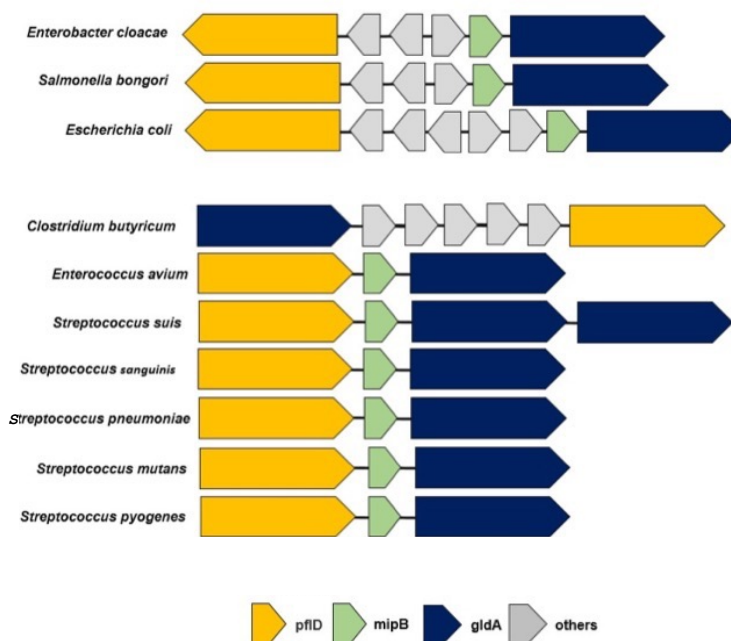 Enterobacter cloacae
Salmonella bongori
Escherichia coli
Clostridium butyricum
Enterococcus avium
Streptococcus suis
Streptococcus sanguinis
Streptococcus pneumoniae
Streptococcus mutans
Streptococcus pyogenes
pflD mipB gldA others